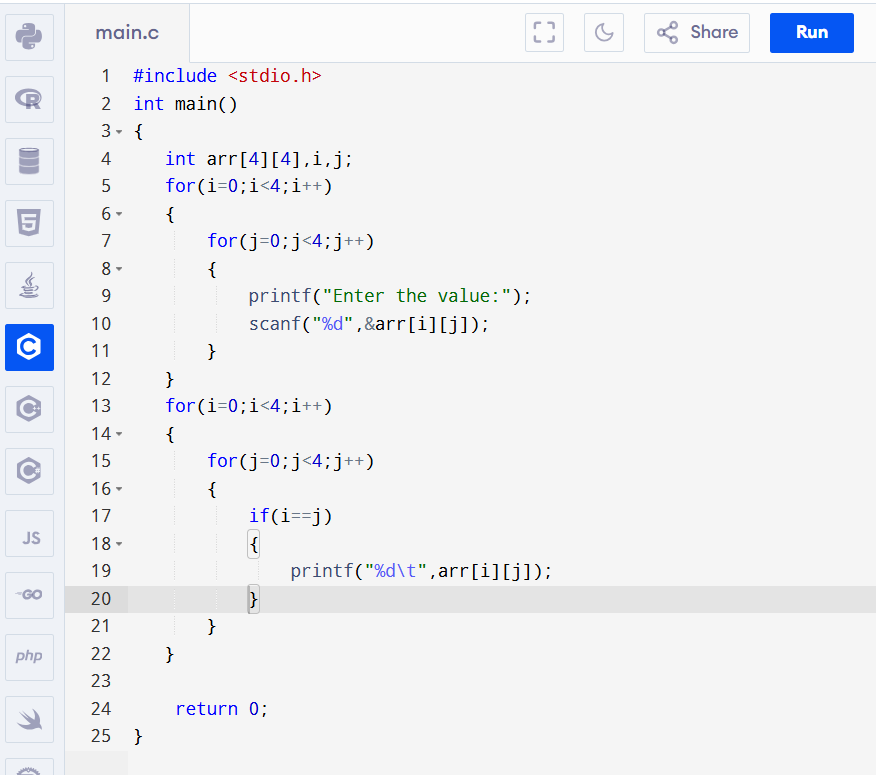 main.c
Share
Run
1 #include <stdio.h>
2 int main()
3 {
4    int arr[4][4],i,j;
5    for(i=0;i<4;i++)
6    {
7        for(j=0;j<4;j++)
8        {
9            printf("Enter the value:");
10            scanf("%d",&arr[i][j]);
11        }
12    }
13    for(i=0;i<4;i++)
14    {
15        for(j=0;j<4;j++)
16        {
17            if(i==j)
18            {
19                printf("%d\t",arr[i][j]);
20            }
21        }
22    }
23
24     return 0;
25 }
R
5
C
C++
C#
JS
GO
php